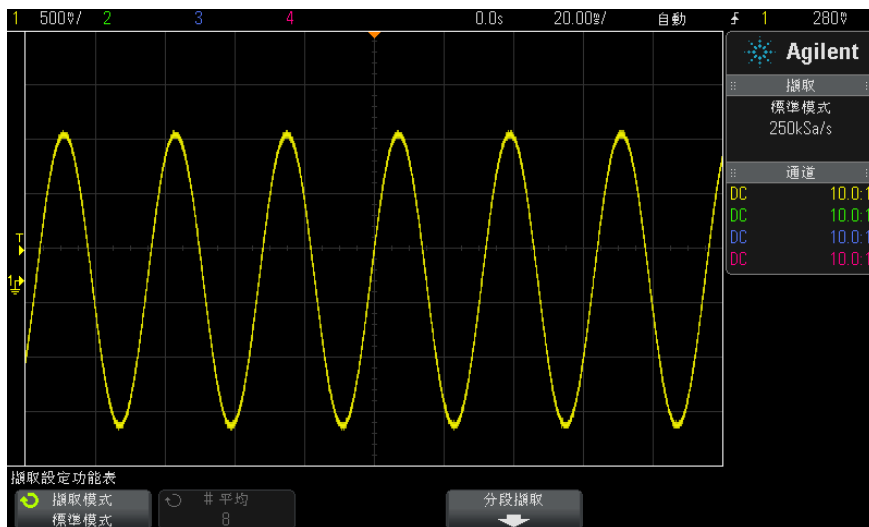 1 500㎷/ 2 3 4 0.0s 20.00㎳/ 自動 1 280㎷
Agilent
擷取
標準模式
250kSa/s
通道
DC 10.0:1
DC 10.0:1
DC 10.0:1
DC 10.0:1
T
1
擷取設定功能表
擷取模式
標準模式
# 平均
8
分段擷取